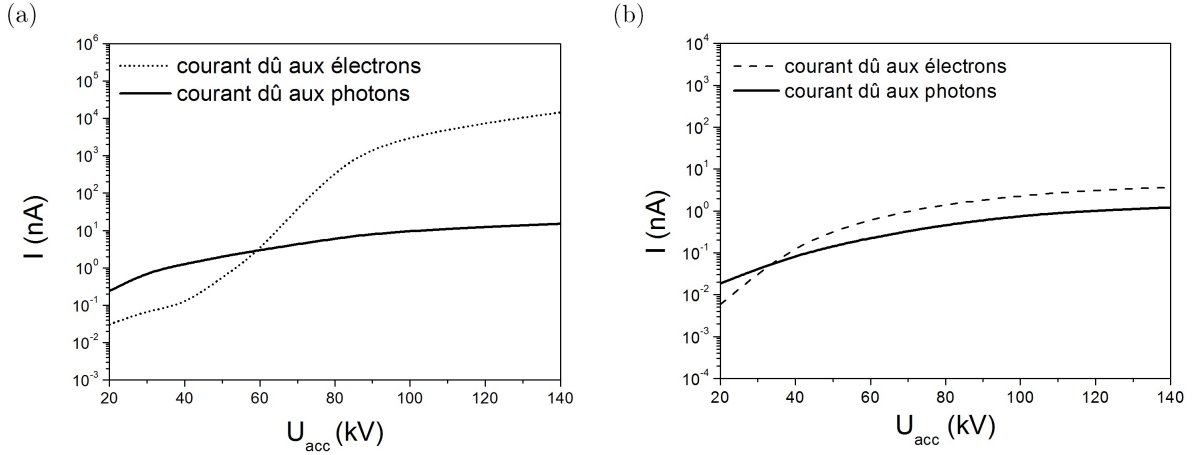 (a)
10^6
10^5
10^4
10^3
10^2
10^1
10^0
10^-1
10^-2
10^-3
I (nA)
courant dû aux électrons
courant dû aux photons
20 40 60 80 100 120 140
U_acc (kV)
(b)
10^4
10^3
10^2
10^1
10^0
10^-1
10^-2
10^-3
10^-4
I (nA)
courant dû aux électrons
courant dû aux photons
20 40 60 80 100 120 140
U_acc (kV)